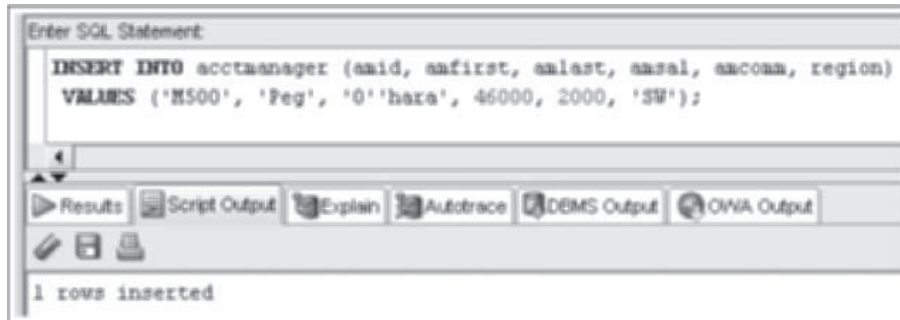 Enter SQL Statement:
INSERT INTO acctmanager (amid, amfirst, amlast, amsal, amcomm, region)
VALUES ('M500', 'Peg', 'O''hara', 46000, 2000, 'SW');
Results Script Output Explain Autotrace DBMS Output OWA Output
1 rows inserted